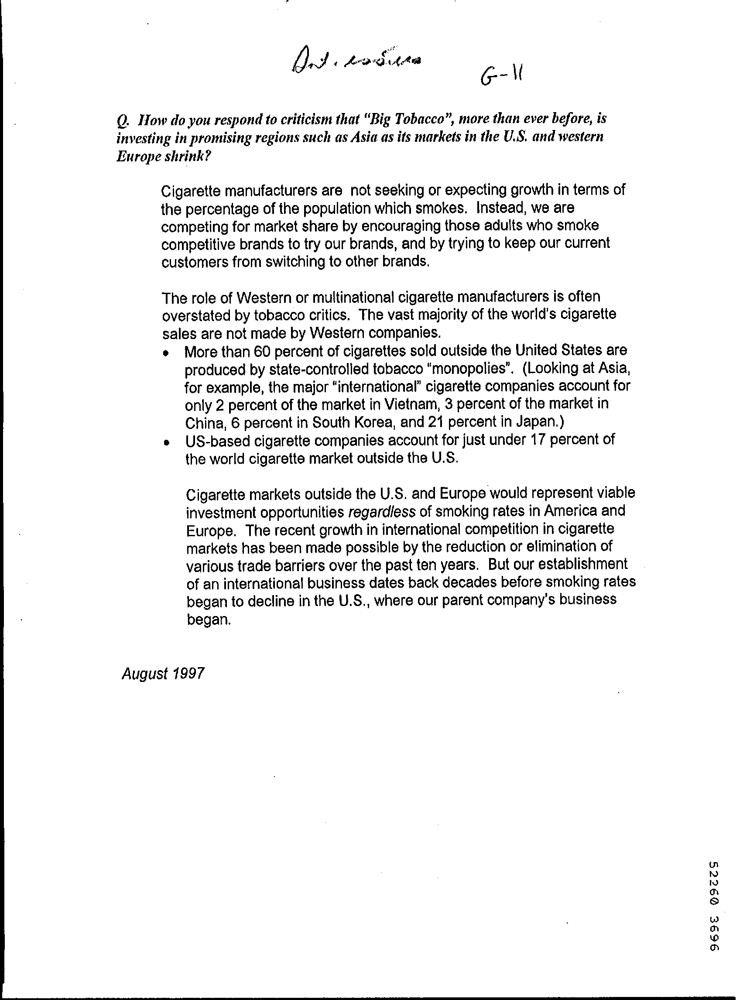 G-11
Q. How do you respond to criticism that "Big Tobacco", more than ever before, is
investing in promising regions such as Asia as its markets in the U.S. and western
Europe shrink?
Cigarette manufacturers are not seeking or expecting growth in terms of
the percentage of the population which smokes. Instead, we are
competing for market share by encouraging those adults who smoke
competitive brands to try our brands, and by trying to keep our current
customers from switching to other brands.
The role of Western or multinational cigarette manufacturers is often
overstated by tobacco critics. The vast majority of the world's cigarette
sales are not made by Western companies.
• More than 60 percent of cigarettes sold outside the United States are
produced by state-controlled tobacco "monopolies". (Looking at Asia,
for example, the major "international" cigarette companies account for
only 2 percent of the market in Vietnam, 3 percent of the market in
China, 6 percent in South Korea, and 21 percent in Japan.)
• US-based cigarette companies account for just under 17 percent of
the world cigarette market outside the U.S.
Cigarette markets outside the U.S. and Europe would represent viable
investment opportunities regardless of smoking rates in America and
Europe. The recent growth in international competition in cigarette
markets has been made possible by the reduction or elimination of
various trade barriers over the past ten years. But our establishment
of an international business dates back decades before smoking rates
began to decline in the U.S., where our parent company's business
began.
August 1997
52260 3696